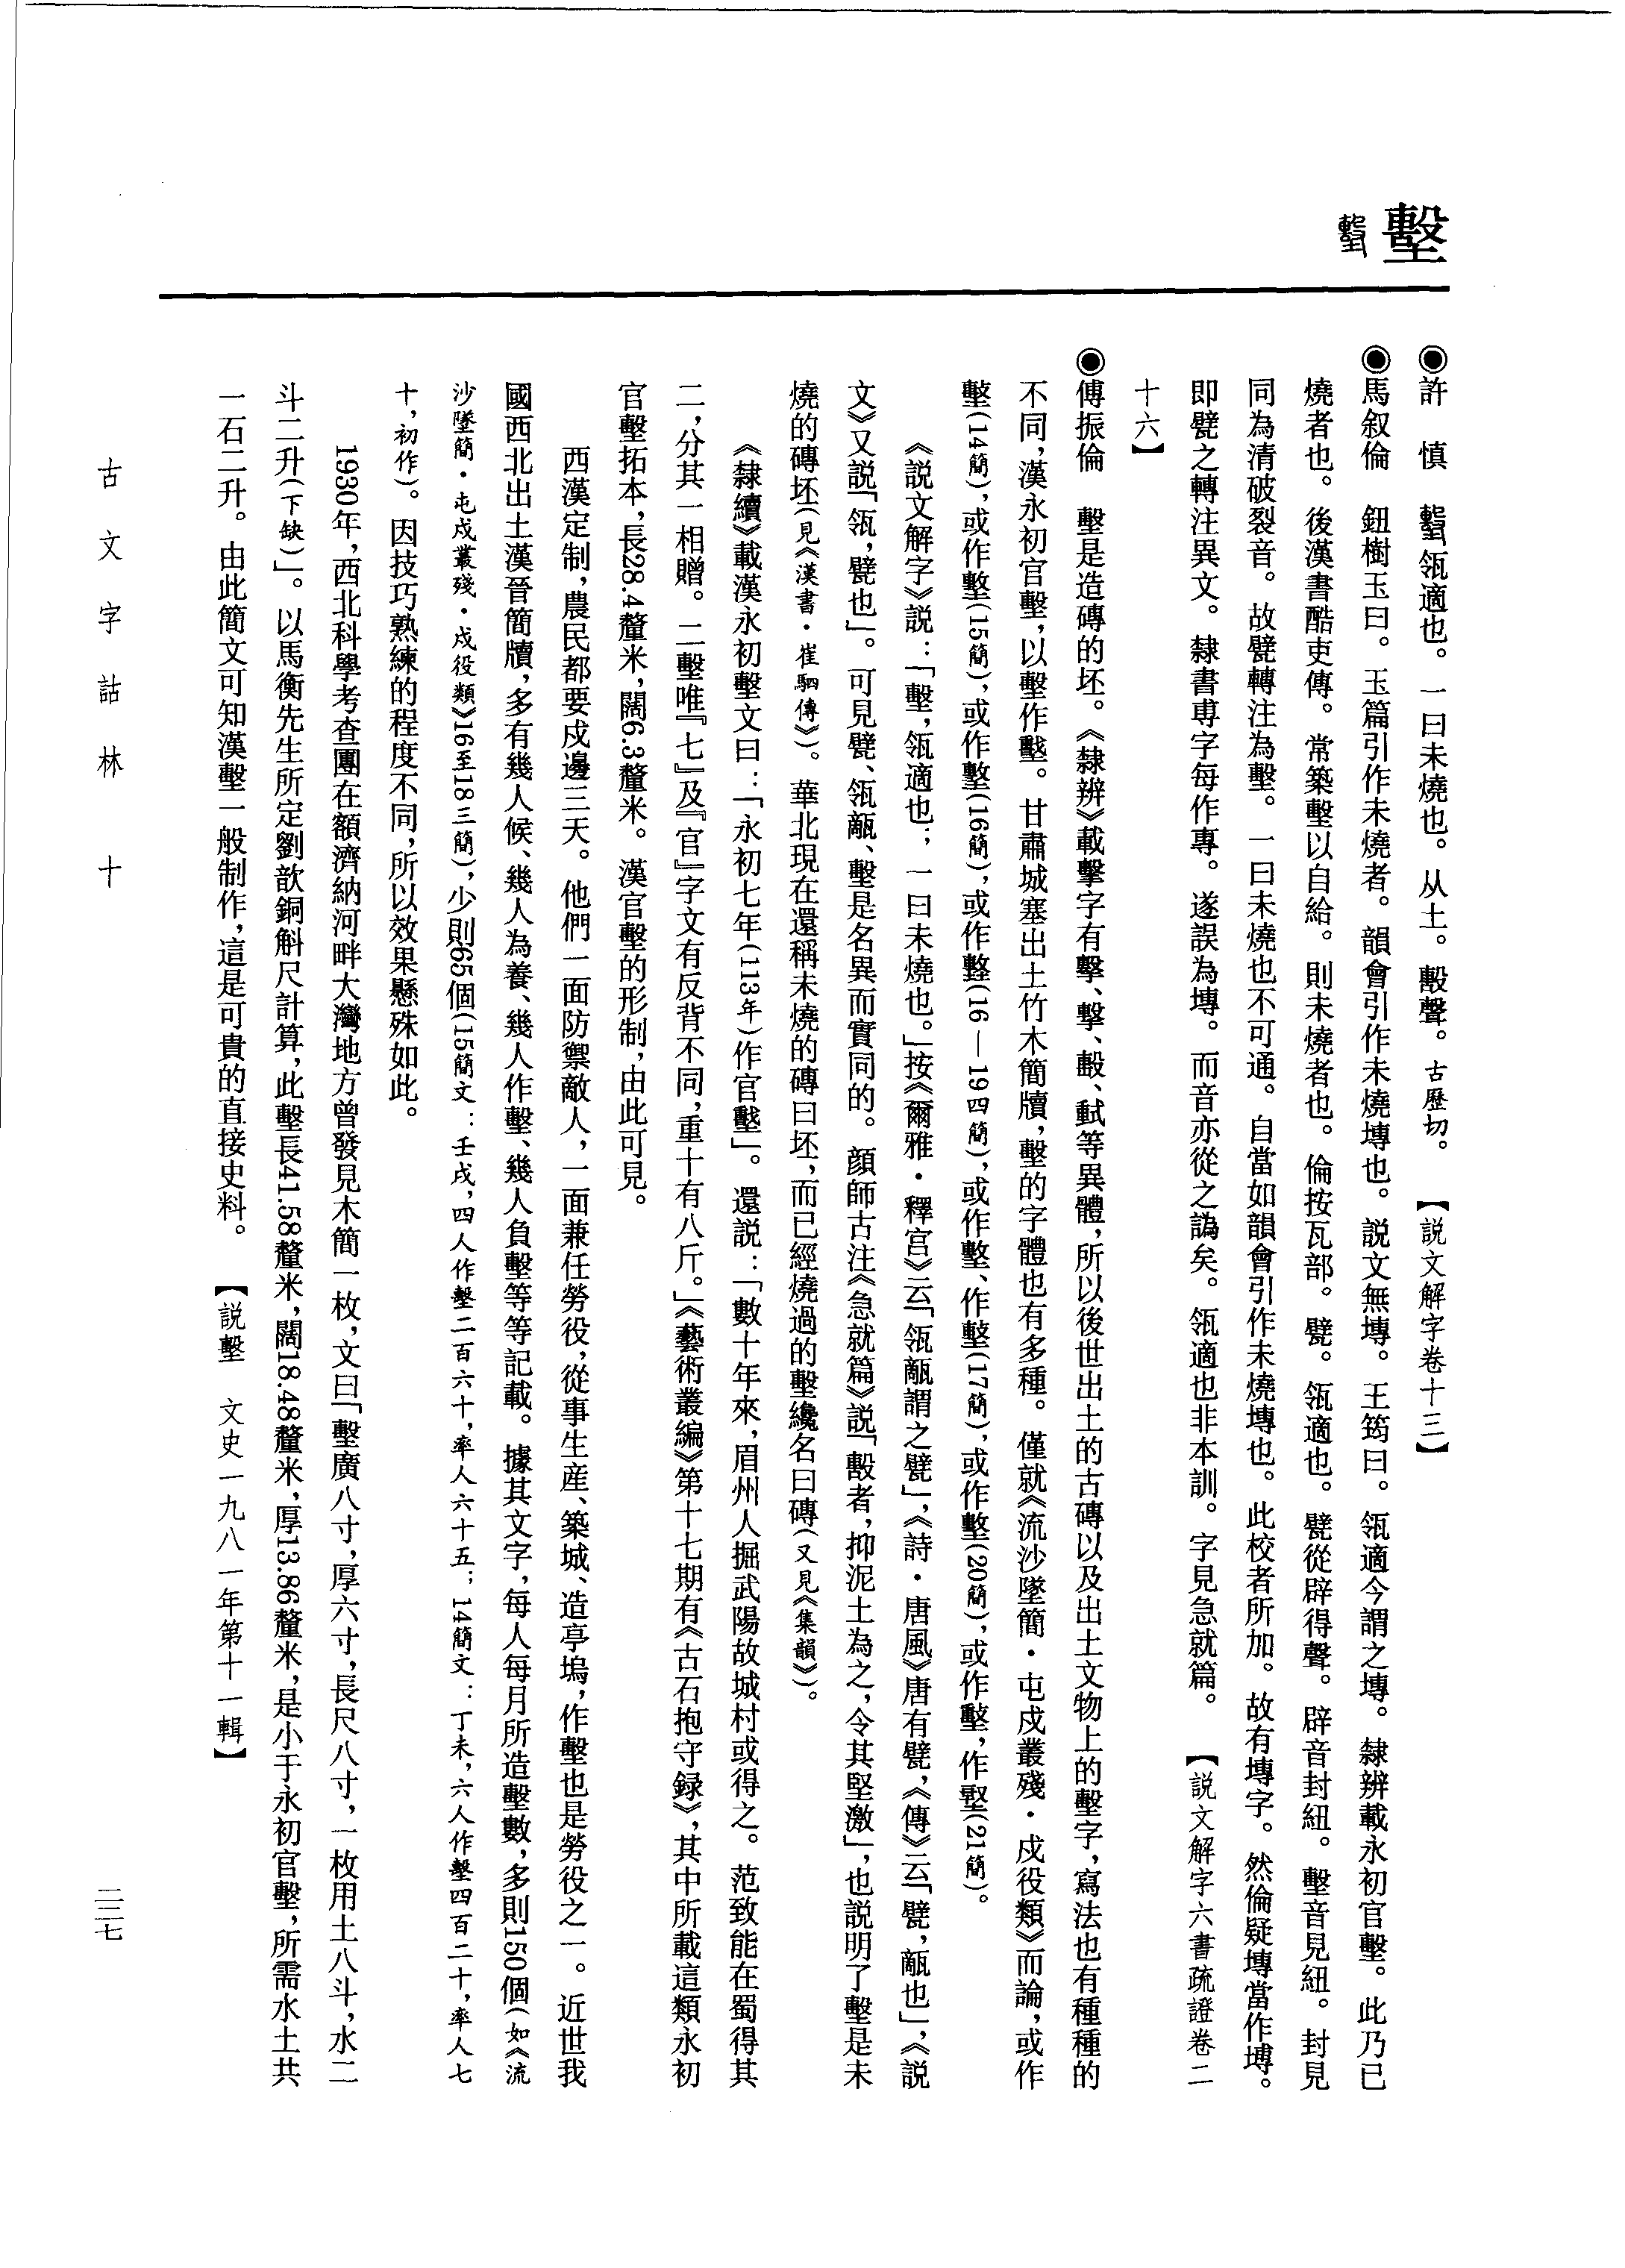 墼
●許　慎　瓴適也。一曰未燒也。从土。毄聲。古歷切。　【説文解字卷十三】
●馬叙倫　鈕樹玉曰。玉篇引作未燒者。韻會引作未燒塼也。説文無塼。王筠曰。瓴適今謂之塼。隸辨載永初官墼。此乃已
燒者也。後漢書酷吏傳。常築墼以自給。則未燒者也。倫按瓦部。甓。瓴適也。甓從辟得聲。辟音封紐。墼音見紐。封見
同為清破裂音。故甓轉注為墼。一曰未燒也不可通。自當如韻會引作未燒塼也。此校者所加。故有塼字。然倫疑塼當作塼。
即甓之轉注異文。隸書専字每作專。遂誤為塼。而音亦從之譌矣。瓴適也非本訓。字見急就篇。　【説文解字六書疏證卷二
十六】
●傅振倫　墼是造磚的坯。《隸辨》載擊字有擊、撃、毄、等異體，所以後世出土的古磚以及出土文物上的墼字，寫法也有種種的
不同，漢永初官墼，以墼作墼。甘肅城塞出土竹木簡牘，墼的字體也有多種。僅就《流沙墜簡·屯戍叢殘·戍役類》而論，或作
墼(14簡)，或作墼(15簡)，或作墼(16簡)，或作(16—19四簡)，或作墼、作墼(17簡)，或作墼(20簡)，或作墼，作(21簡)。
《説文解字》説：「墼，瓴適也；一曰未燒也。」按《爾雅·釋宫》云「瓴甋謂之甓」，《詩·唐風》唐有甓，《傳》云「甓，甋也」，《説
文》又説「瓴，甓也」。可見甓、瓴甋、墼是名異而實同的。顔師古注《急就篇》説「毄者，抑泥土為之，令其堅激」，也説明了墼是未
燒的磚坯(見《漢書·崔駰傳》)。華北現在還稱未燒的磚曰坯，而已經燒過的墼纔名曰磚(又見《集韻》)。
《隸續》載漢永初墼文曰：「永初七年(113年)作官墼」。還説：「數十年來，眉州人掘武陽故城村或得之。范致能在蜀得其
二，分其一相贈。二墼唯『七』及『官』字文有反背不同，重十有八斤。」《藝術叢編》第十七期有《古石抱守録》，其中所載這類永初
官墼拓本，長28.4釐米，闊6.3釐米。漢官墼的形制，由此可見。
西漢定制，農民都要戍邊三天。他們一面防禦敵人，一面兼任勞役，從事生産、築城、造亭塢，作墼也是勞役之一。近世我
國西北出土漢晉簡牘，多有幾人候、幾人為養、幾人作墼、幾人負墼等等記載。據其文字，每人每月所造墼數，多則150個(如《流
沙墜簡·屯戍叢殘·戍役類》16至18三簡)，少則65個(15簡文：壬戌，四人作墼二百六十，率人六十五；14簡文：丁未，六人作墼四百二十，率人七
十，初作)。因技巧熟練的程度不同，所以效果懸殊如此。
1930年，西北科學考查團在額濟納河畔大灣地方曾發見木簡一枚，文曰「墼廣八寸，厚六寸，長尺八寸，一枚用土八斗，水二
斗二升(下缺)」。以馬衡先生所定劉歆銅斛尺計算，此墼長41.58釐米，闊18.48釐米，厚13.86釐米，是小于永初官墼，所需水土共
一石二升。由此簡文可知漢墼一般制作，這是可貴的直接史料。　【説墼　文史一九八一年第十一輯】
古文字詁林　十
二三七